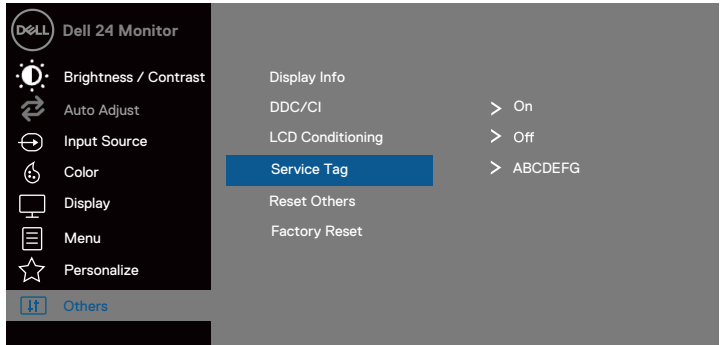 DELL Dell 24 Monitor
Brightness / Contrast
Auto Adjust
Input Source
Color
Display
Menu
Personalize
Others
Display Info
DDC/CI > On
LCD Conditioning > Off
Service Tag > ABCDEFG
Reset Others
Factory Reset